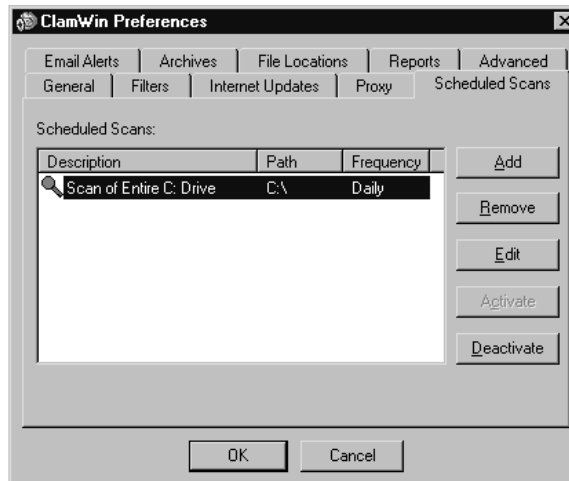 ClamWin Preferences
Email Alerts Archives File Locations Reports Advanced
General Filters Internet Updates Proxy Scheduled Scans
Scheduled Scans:
Description Path Frequency
Scan of Entire C: Drive C:\ Daily
Add
Remove
Edit
Activate
Deactivate
OK Cancel